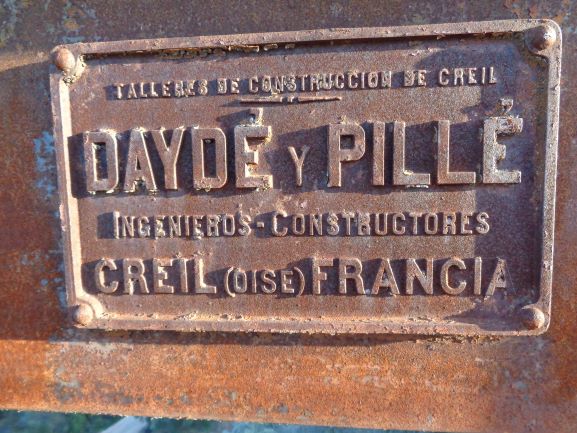 TALLERES DE CONSTRUCCION DE CREIL
DAYDÉ Y PILLÉ
INGENIEROS-CONSTRUCTORES
CREIL (OISE) FRANCIA